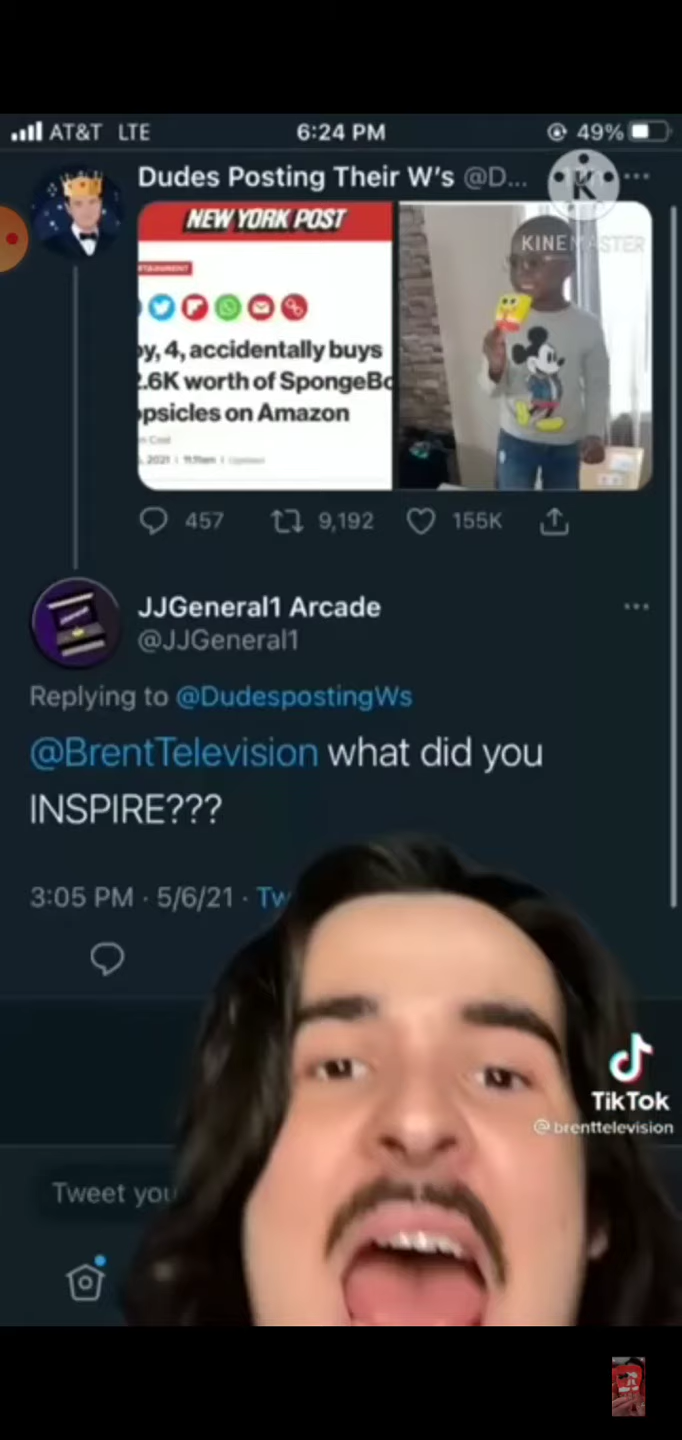 AT&T LTE 6:24 PM 49%
Dudes Posting Their W's @D...
K
KINEMASTER
NEW YORK POST
y, 4, accidentally buys
.6K worth of SpongeBo
psicles on Amazon
2021
457 9,192 155K
JJGeneral1 Arcade
@JJGeneral1
Replying to @DudespostingWs
@BrentTelevision what did you
INSPIRE???
3:05 PM · 5/6/21 · Tw
TikTok
@brenttelevision
Tweet you